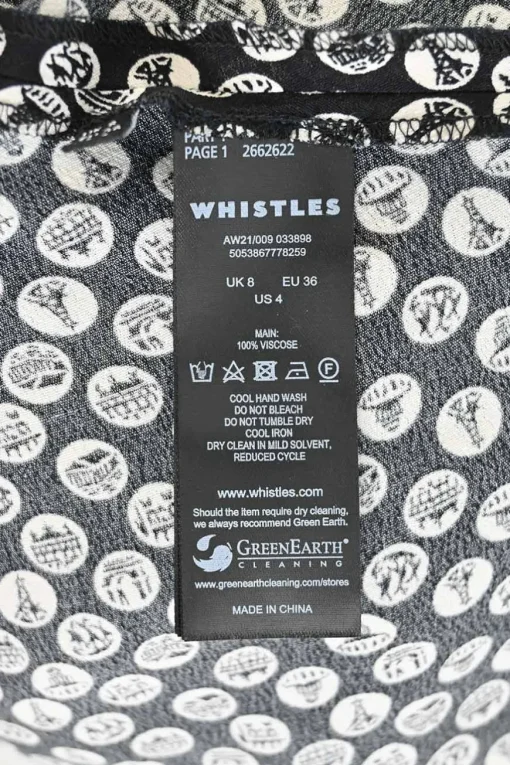 PAGE 1 2662622
WHISTLES
AW21/009 033898
5053867778259
UK 8 EU 36
US 4
MAIN:
100% VISCOSE
F
COOL HAND WASH
DO NOT BLEACH
DO NOT TUMBLE DRY
COOL IRON
DRY CLEAN IN MILD SOLVENT,
REDUCED CYCLE
www.whistles.com
Should the item require dry cleaning,
we always recommend Green Earth.
GREENEARTH®
CLEANING
www.greenearthcleaning.com/stores
MADE IN CHINA